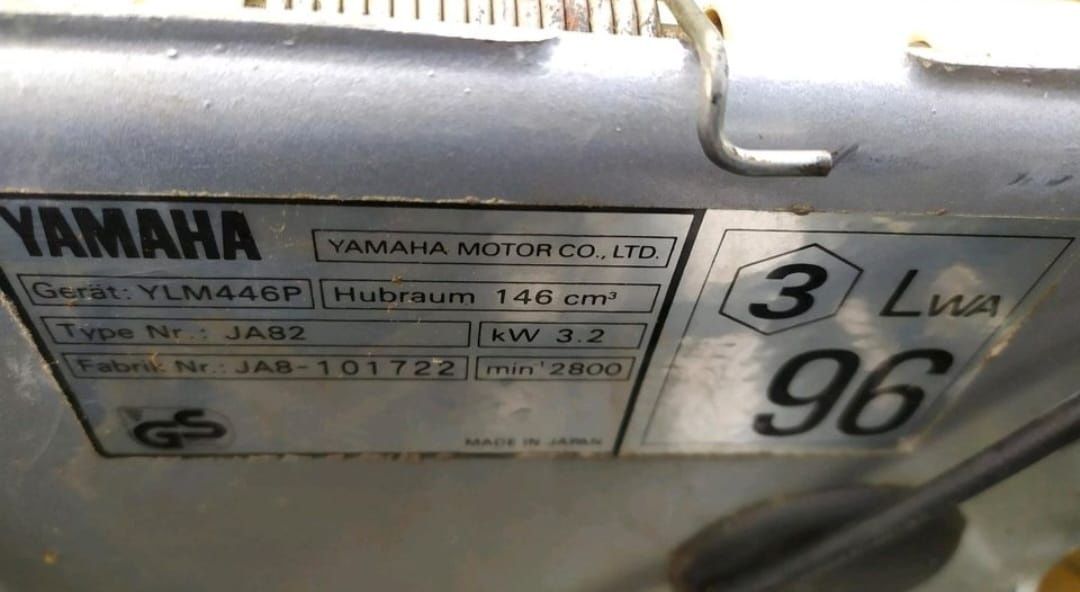 YAMAHA
YAMAHA MOTOR CO., LTD.
Gerät: YLM446P Hubraum 146 cm³
Type Nr.: JA82 kW 3.2
Fabrik Nr.: JA8-101722 min' 2800
GS
MADE IN JAPAN
3 LWA
96